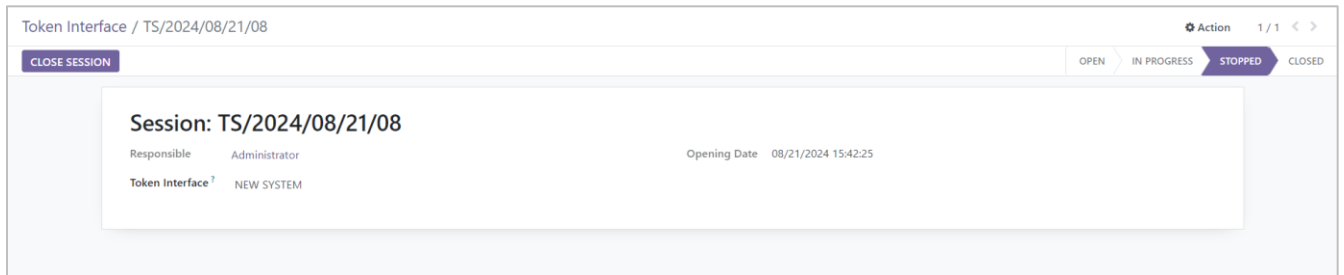 Token Interface / TS/2024/08/21/08
Action 1 / 1
CLOSE SESSION
OPEN IN PROGRESS STOPPED CLOSED
Session: TS/2024/08/21/08
Responsible Administrator Opening Date 08/21/2024 15:42:25
Token Interface ? NEW SYSTEM